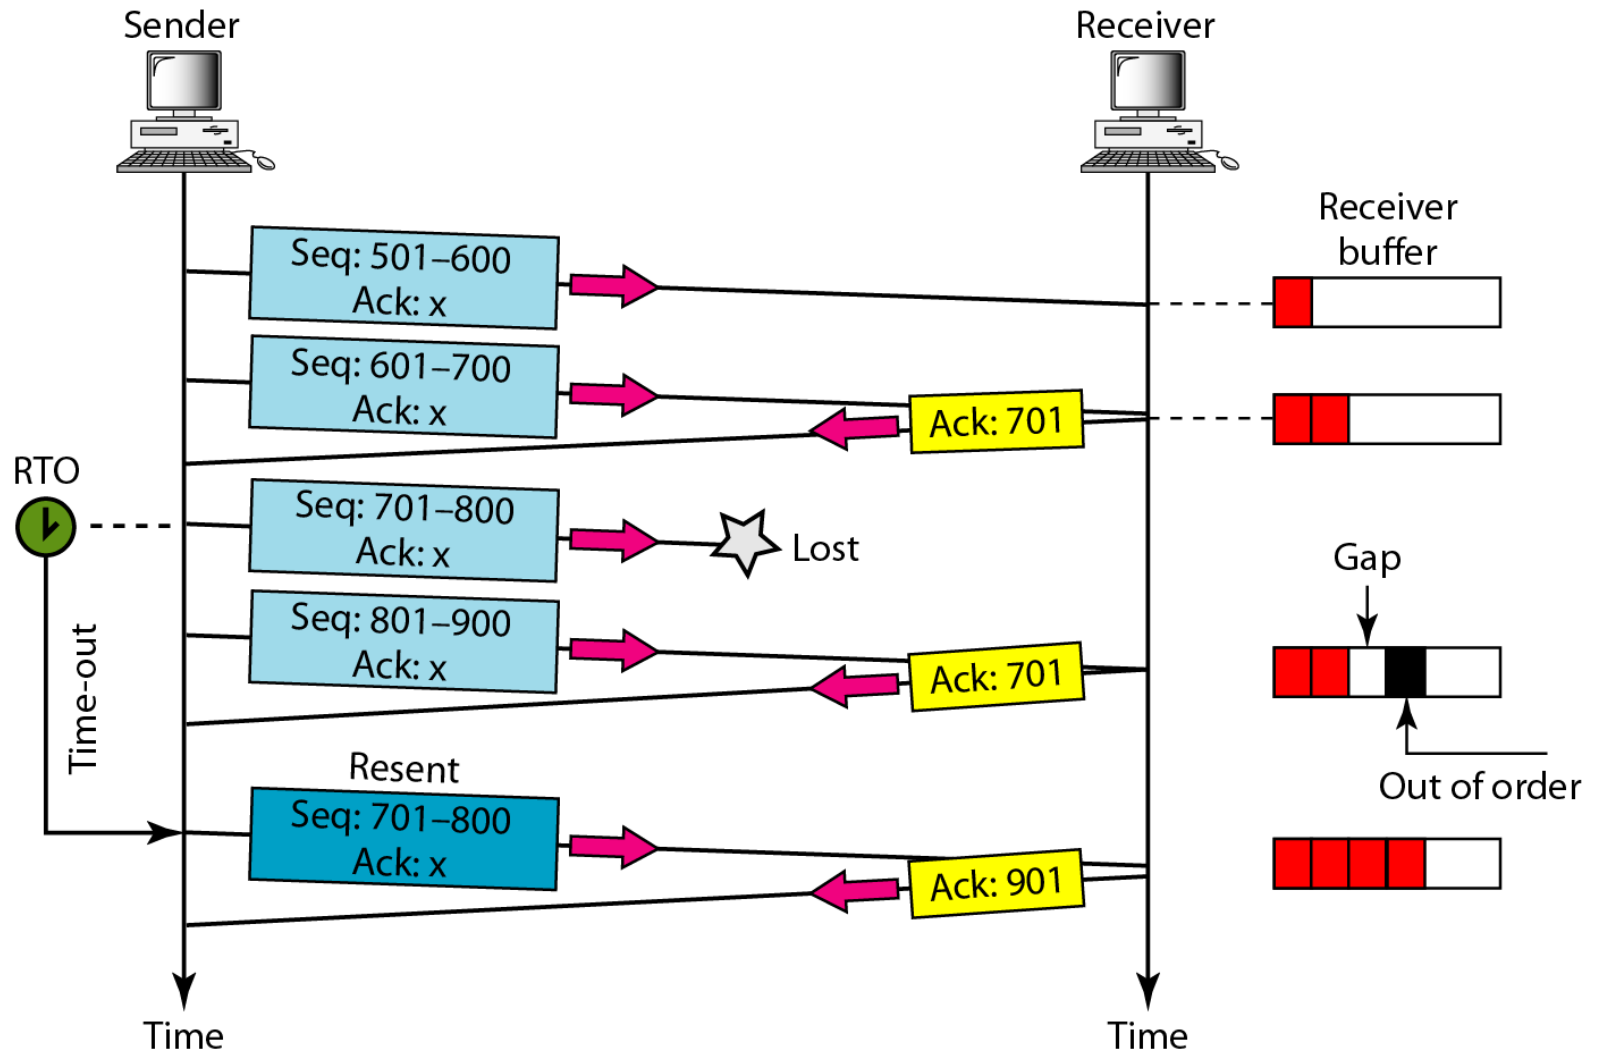 Sender
Receiver
Receiver
buffer
Seq: 501–600
Ack: x
Seq: 601–700
Ack: x
Ack: 701
RTO
Seq: 701–800
Ack: x
Lost
Gap
Time-out
Seq: 801–900
Ack: x
Ack: 701
Out of order
Resent
Seq: 701–800
Ack: x
Ack: 901
Time
Time